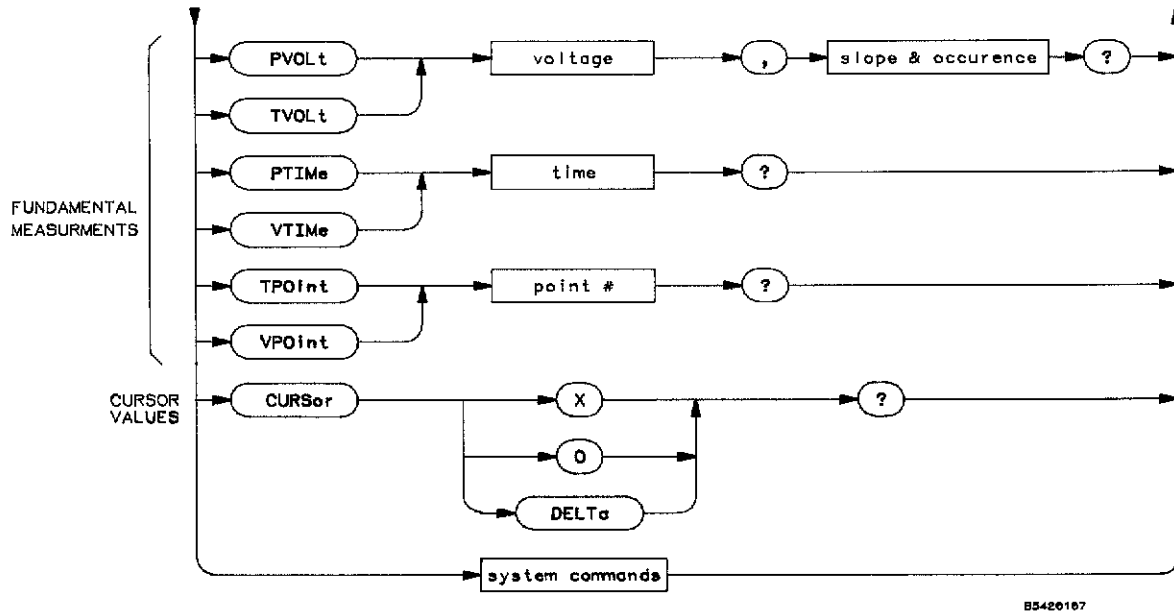 PVOLt voltage , slope & occurence ?
TVOLt
PTIMe time ?
FUNDAMENTAL
MEASURMENTS
VTIMe
TPOInt point # ?
VPOInt
CURSOR
VALUES
CURSor X ?
O
DELTa
system commands
B5426167